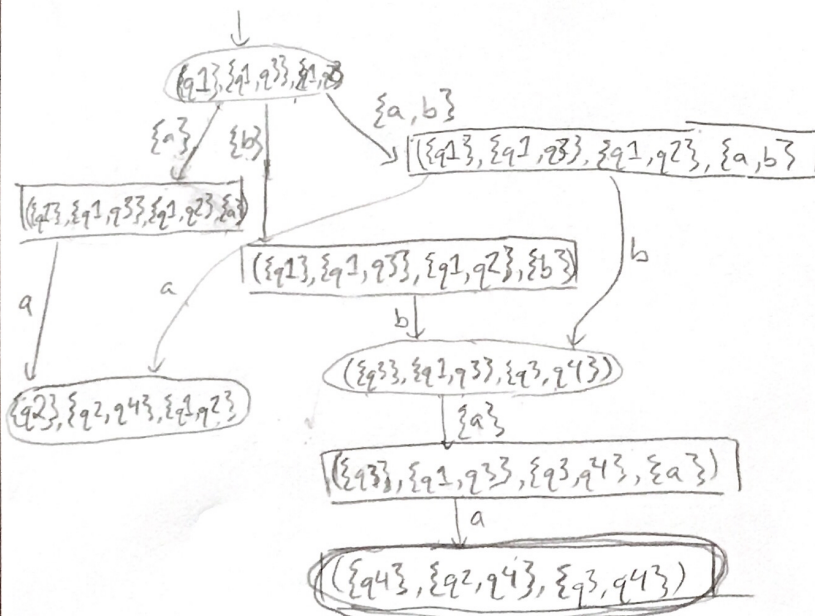 {q1},{q1,q3},{q1,q2}
{a} {b} {a,b}
({q1},{q1,q3},{q1,q2},{a,b}
({q1},{q1,q3},{q1,q2},{a})
({q1},{q1,q3},{q1,q2},{b})
a a b b
({q3},{q1,q3},{q3,q4})
{q2},{q2,q4},{q1,q2}
{a}
({q3},{q1,q3},{q3,q4},{a})
a
({q4},{q2,q4},{q3,q4})